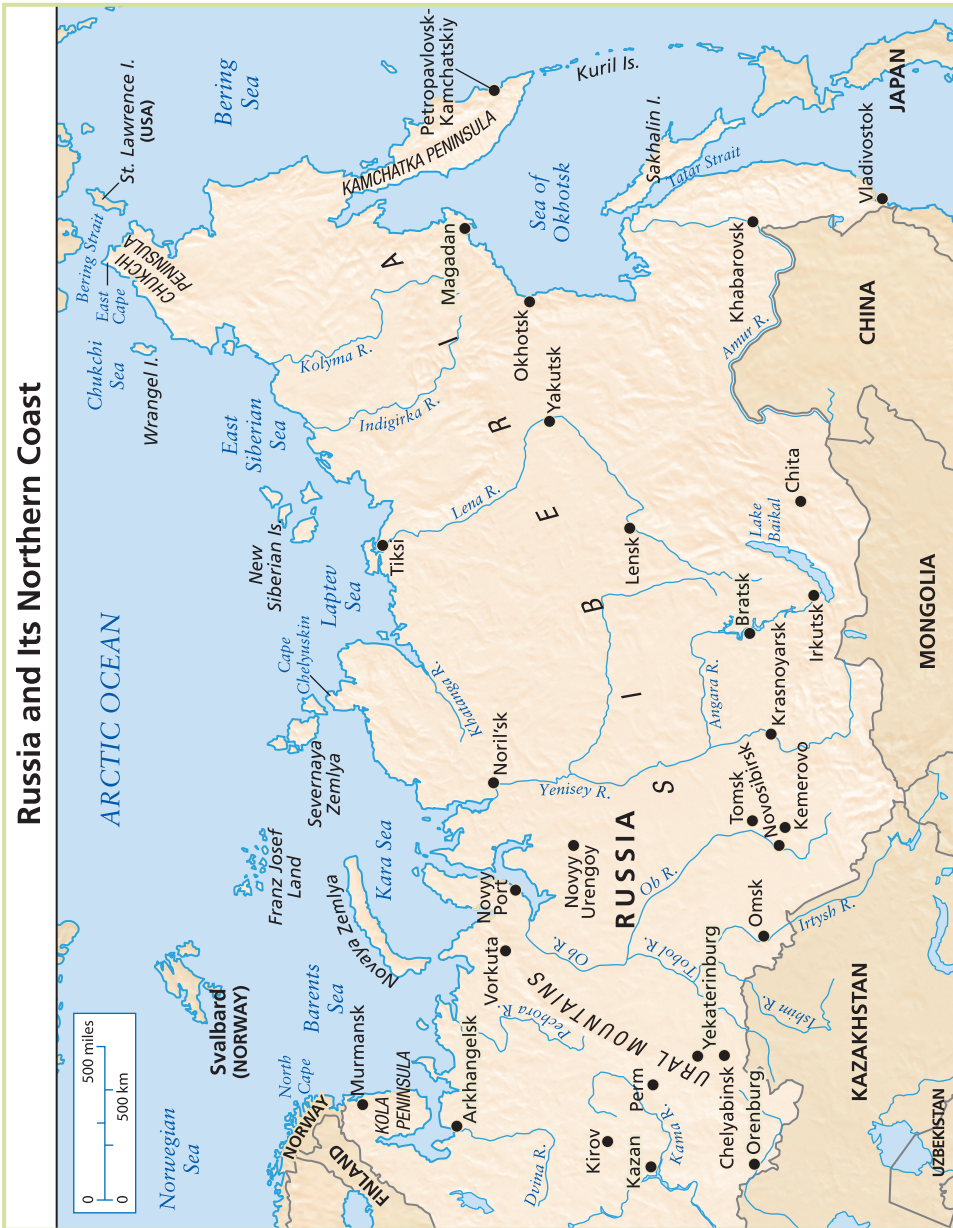 Russia and Its Northern Coast
0
500 miles
0
500 km
ARCTIC OCEAN
Norwegian
Sea
Svalbard
(NORWAY)
Barents
Sea
North
Cape
Franz Josef
Land
Novaya Zemlya
Kara Sea
Severnaya
Zemlya
Cape
Chelyuskin
Laptev
Sea
New
Siberian Is.
East
Siberian
Sea
Wrangel I.
Chukchi
Sea
East
Cape
Bering Strait
CHUKCHI
PENINSULA
St. Lawrence I.
(USA)
Bering
Sea
NORWAY
FINLAND
Murmansk
KOLA
PENINSULA
Arkhangelsk
Dvina R.
Kirov
Kazan
Kama R.
Perm
Pechora R.
Vorkuta
URAL MOUNTAINS
Yekaterinburg
Chelyabinsk
Orenburg
Novyy
Port
Novyy
Urengoy
Ob R.
RUSSIA
Ob R.
Tobol R.
Omsk
Irtysh R.
Ishim R.
Noril'sk
Yenisey R.
Khatanga R.
Tomsk
Novosibirsk
Kemerovo
Krasnoyarsk
Angara R.
Bratsk
Irkutsk
Lake
Baikal
Chita
SIBERIA
Tiksi
Lena R.
Lensk
Yakutsk
Indigirka R.
Kolyma R.
Magadan
Okhotsk
Sea of
Okhotsk
KAMCHATKA PENINSULA
Petropavlovsk-
Kamchatskiy
Kuril Is.
Sakhalin I.
Tatar Strait
Khabarovsk
Amur R.
Vladivostok
JAPAN
CHINA
MONGOLIA
KAZAKHSTAN
UZBEKISTAN